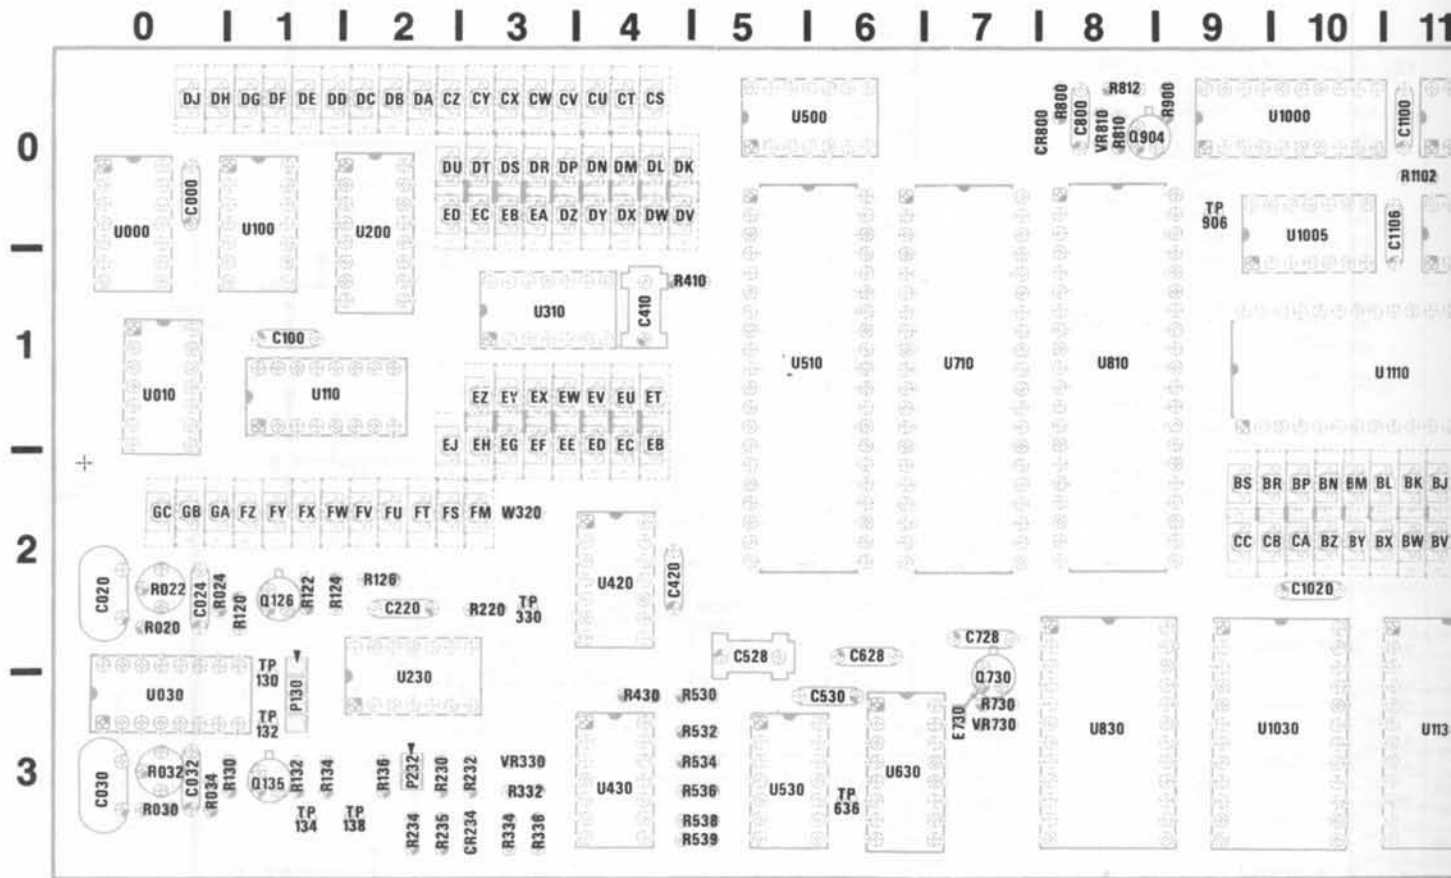 0 1 2 3 4 5 6 7 8 9 10 11
0
1
2
3
DJ DH DG DF DE DD DC DB DA CZ CY CX CW CV CU CT CS
DU DT DS DR DP DN DM DL DK
ED EC EB EA DZ DY DX DW DV
U000 C000 U100 U200
U500
CR800 R800 C800 VR810 R812 R810 Q904 R900
U1000 C1100
R1102
TP
906
U1005 C1106
U310 C410 R410
C100
U010 U110
U510 U710 U810 U1110
EZ EY EX EW EV EU ET
EJ EH EG EF EE ED EC EB
BS BR BP BN BM BL BK BJ
CC CB CA BZ BY BX BW BV
C1020
GC GB GA FZ FY FX FW FV FU FT FS FM W320
C020 R022 C024 R024 R120 Q126 R122 R124 R126
R020
C220 R220
TP
330
U420 C420
C528 C628 C728
U030
TP
130
P130
TP
132
U230
R430 R530 C530
Q730
R730
E730 VR730
C030 R032 C032 R034 R130 Q135 R132 R134
R030
TP
134
TP
138
R136 P232 R230 R232 VR330
R332
R234 R235 CR234 R334 R336
U430
R532
R534
R536
R538
R539
U530
TP
636
U630 U830 U1030 U113